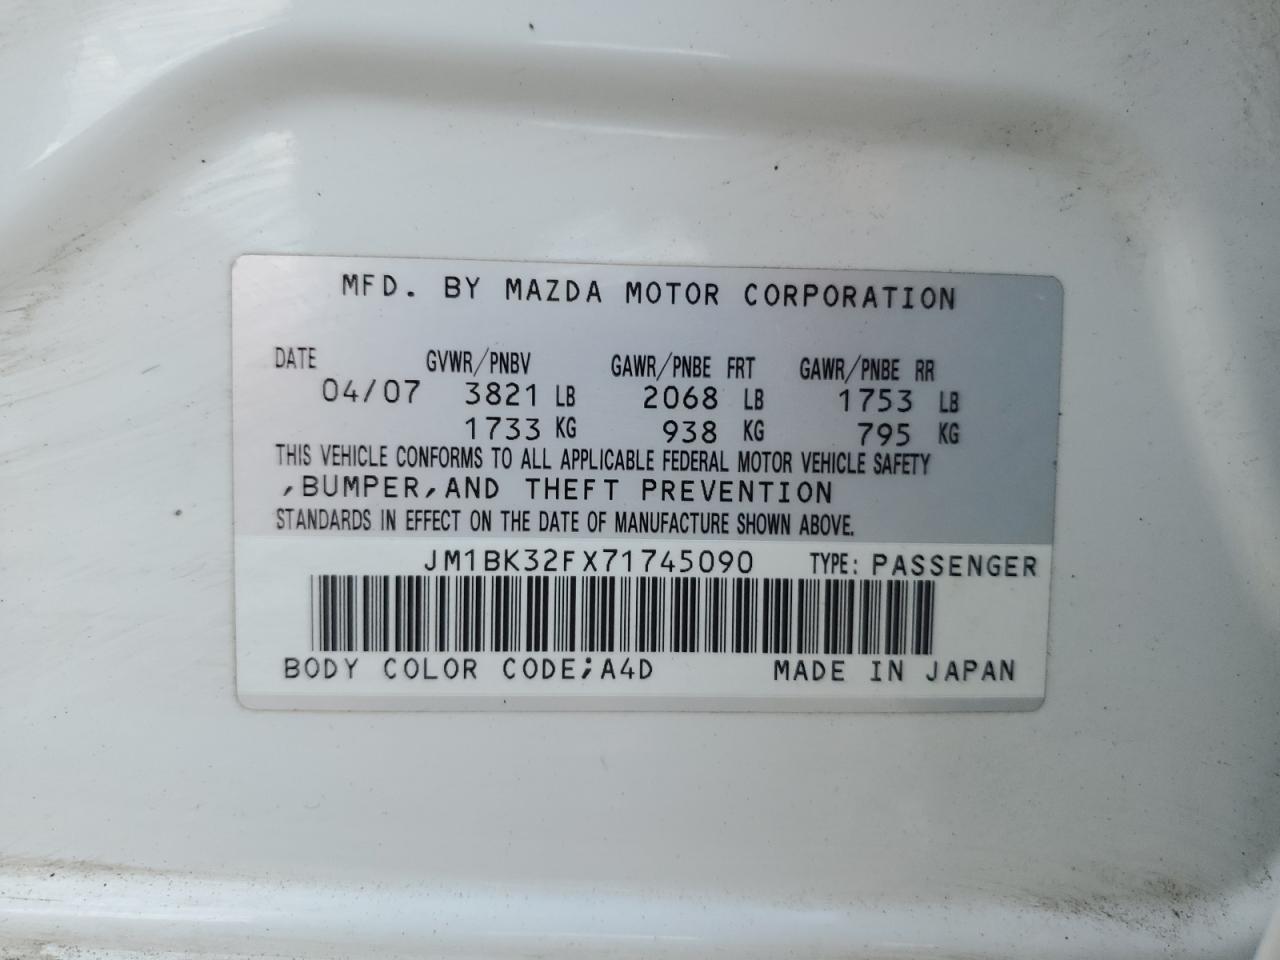 MFD. BY MAZDA MOTOR CORPORATION
DATE GVWR/PNBV GAWR/PNBE FRT GAWR/PNBE RR
04/07 3821 LB 2068 LB 1753 LB
1733 KG 938 KG 795 KG
THIS VEHICLE CONFORMS TO ALL APPLICABLE FEDERAL MOTOR VEHICLE SAFETY
,BUMPER,AND THEFT PREVENTION
STANDARDS IN EFFECT ON THE DATE OF MANUFACTURE SHOWN ABOVE.
JM1BK32FX71745090 TYPE: PASSENGER
BODY COLOR CODE;A4D MADE IN JAPAN